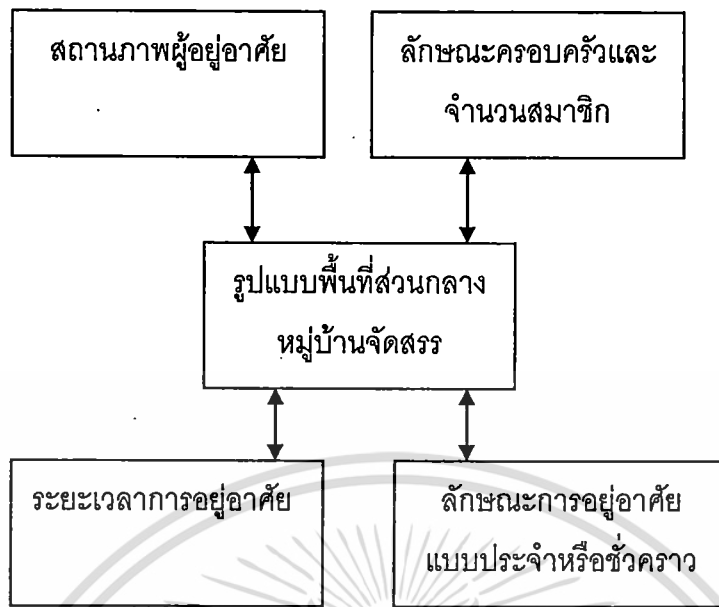 สถานภาพผู้อยู่อาศัย
ลักษณะครอบครัวและ
จำนวนสมาชิก
รูปแบบพื้นที่ส่วนกลาง
หมู่บ้านจัดสรร
ระยะเวลาการอยู่อาศัย
ลักษณะการอยู่อาศัย
แบบประจำหรือชั่วคราว